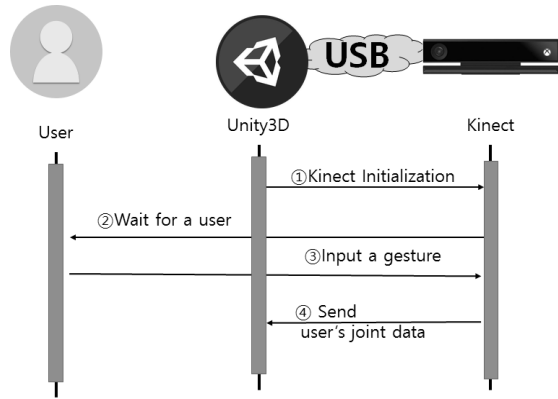 USB
User
Unity3D
Kinect
①Kinect Initialization
②Wait for a user
③Input a gesture
④ Send
user's joint data